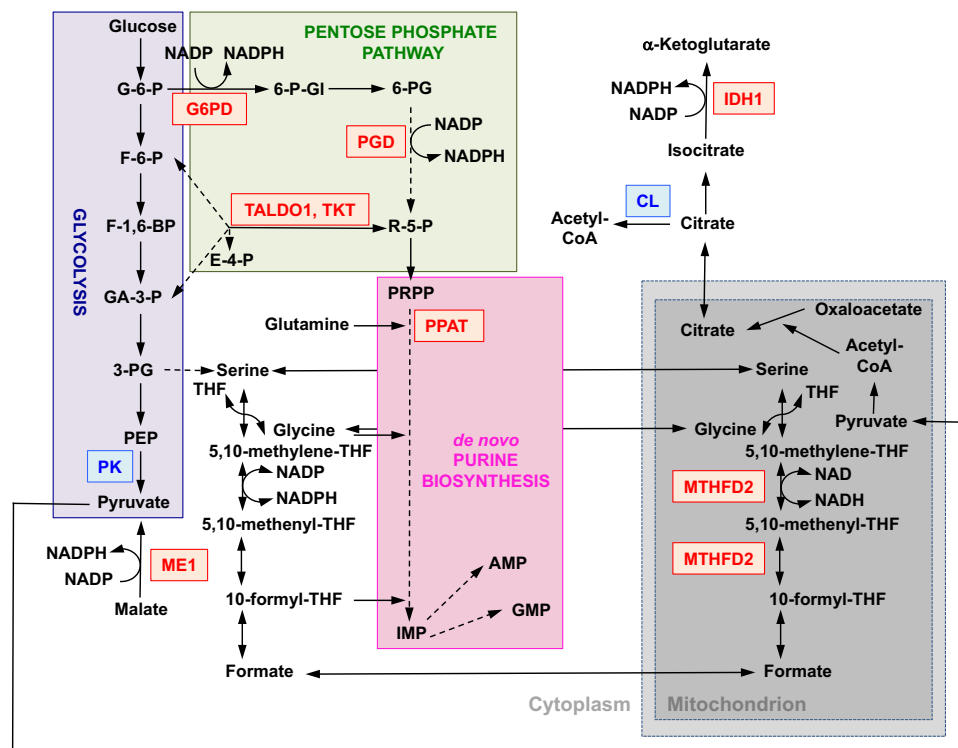 Glucose
NADP NADPH
G-6-P
G6PD
6-P-Gl
6-PG
PENTOSE PHOSPHATE
PATHWAY
PGD
NADP
NADPH
F-6-P
TALDO1, TKT
F-1,6-BP
R-5-P
E-4-P
GLYCOLYSIS
GA-3-P
3-PG
PEP
PK
Pyruvate
NADPH
NADP
ME1
Malate
α-Ketoglutarate
NADPH
NADP
IDH1
Isocitrate
CL
Acetyl-
CoA
Citrate
PRPP
Glutamine
PPAT
de novo
PURINE
BIOSYNTHESIS
AMP
GMP
IMP
Serine
THF
Glycine
5,10-methylene-THF
NADP
NADPH
5,10-methenyl-THF
10-formyl-THF
Formate
Citrate
Oxaloacetate
Acetyl-
CoA
Pyruvate
Serine
THF
Glycine
5,10-methylene-THF
MTHFD2
NAD
NADH
5,10-methenyl-THF
MTHFD2
10-formyl-THF
Formate
Cytoplasm
Mitochondrion